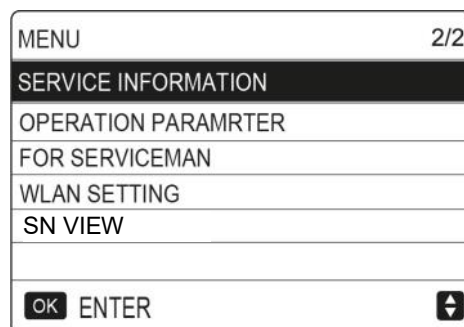 MENU 2/2
SERVICE INFORMATION
OPERATION PARAMRTER
FOR SERVICEMAN
WLAN SETTING
SN VIEW
OK ENTER